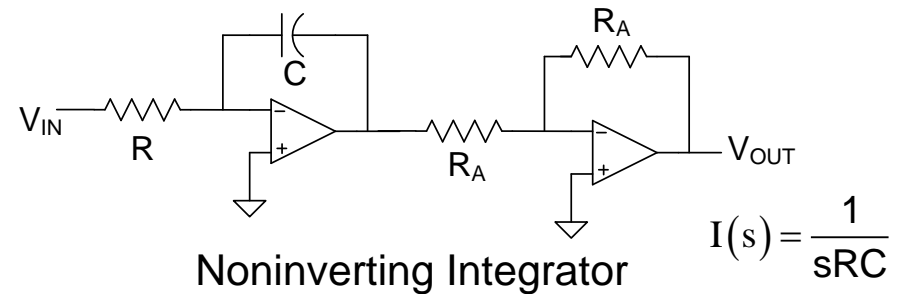 R_A
C
V_IN
R
R_A
V_OUT
I(s) = 1/sRC
Noninverting Integrator